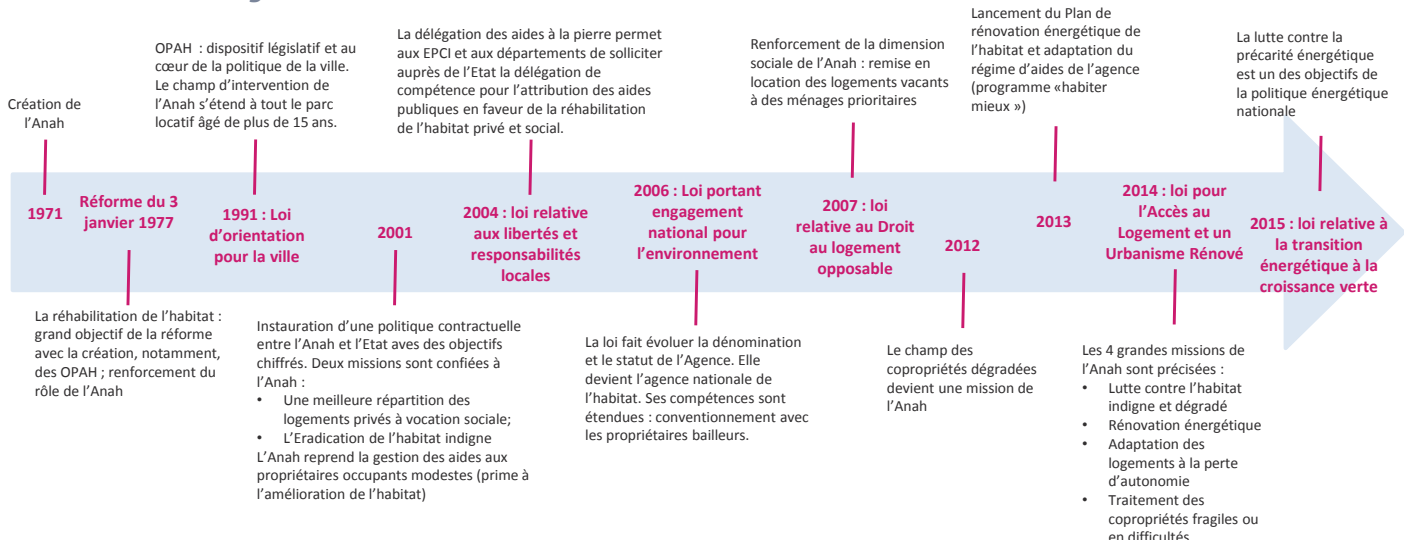 Création de
l'Anah
OPAH : dispositif législatif et au
cœur de la politique de la ville.
Le champ d'intervention de
l'Anah s'étend à tout le parc
locatif âgé de plus de 15 ans.
La délégation des aides à la pierre permet
aux EPCI et aux départements de solliciter
auprès de l'Etat la délégation de
compétence pour l'attribution des aides
publiques en faveur de la réhabilitation
de l'habitat privé et social.
Renforcement de la dimension
sociale de l'Anah : remise en
location des logements vacants
à des ménages prioritaires
Lancement du Plan de
rénovation énergétique de
l'habitat et adaptation du
régime d'aides de l'agence
(programme «habiter
mieux »)
La lutte contre la
précarité énergétique
est un des objectifs de
la politique énergétique
nationale
1971
Réforme du 3
janvier 1977
1991 : Loi
d'orientation
pour la ville
2001
2004 : loi relative
aux libertés et
responsabilités
locales
2006 : Loi portant
engagement
national pour
l'environnement
2007 : loi
relative au Droit
au logement
opposable
2012
2013
2014 : loi pour
l'Accès au
Logement et un
Urbanisme Rénové
2015 : loi relative à
la transition
énergétique à la
croissance verte
La réhabilitation de l'habitat :
grand objectif de la réforme
avec la création, notamment,
des OPAH ; renforcement du
rôle de l'Anah
Instauration d'une politique contractuelle
entre l'Anah et l'Etat aves des objectifs
chiffrés. Deux missions sont confiées à
l'Anah :
• Une meilleure répartition des
logements privés à vocation sociale;
• L'Eradication de l'habitat indigne
L'Anah reprend la gestion des aides aux
propriétaires occupants modestes (prime à
l'amélioration de l'habitat)
La loi fait évoluer la dénomination
et le statut de l'Agence. Elle
devient l'agence nationale de
l'habitat. Ses compétences sont
étendues : conventionnement avec
les propriétaires bailleurs.
Le champ des
copropriétés dégradées
devient une mission de
l'Anah
Les 4 grandes missions de
l'Anah sont précisées :
• Lutte contre l'habitat
indigne et dégradé
• Rénovation énergétique
• Adaptation des
logements à la perte
d'autonomie
• Traitement des
copropriétés fragiles ou
en difficultés